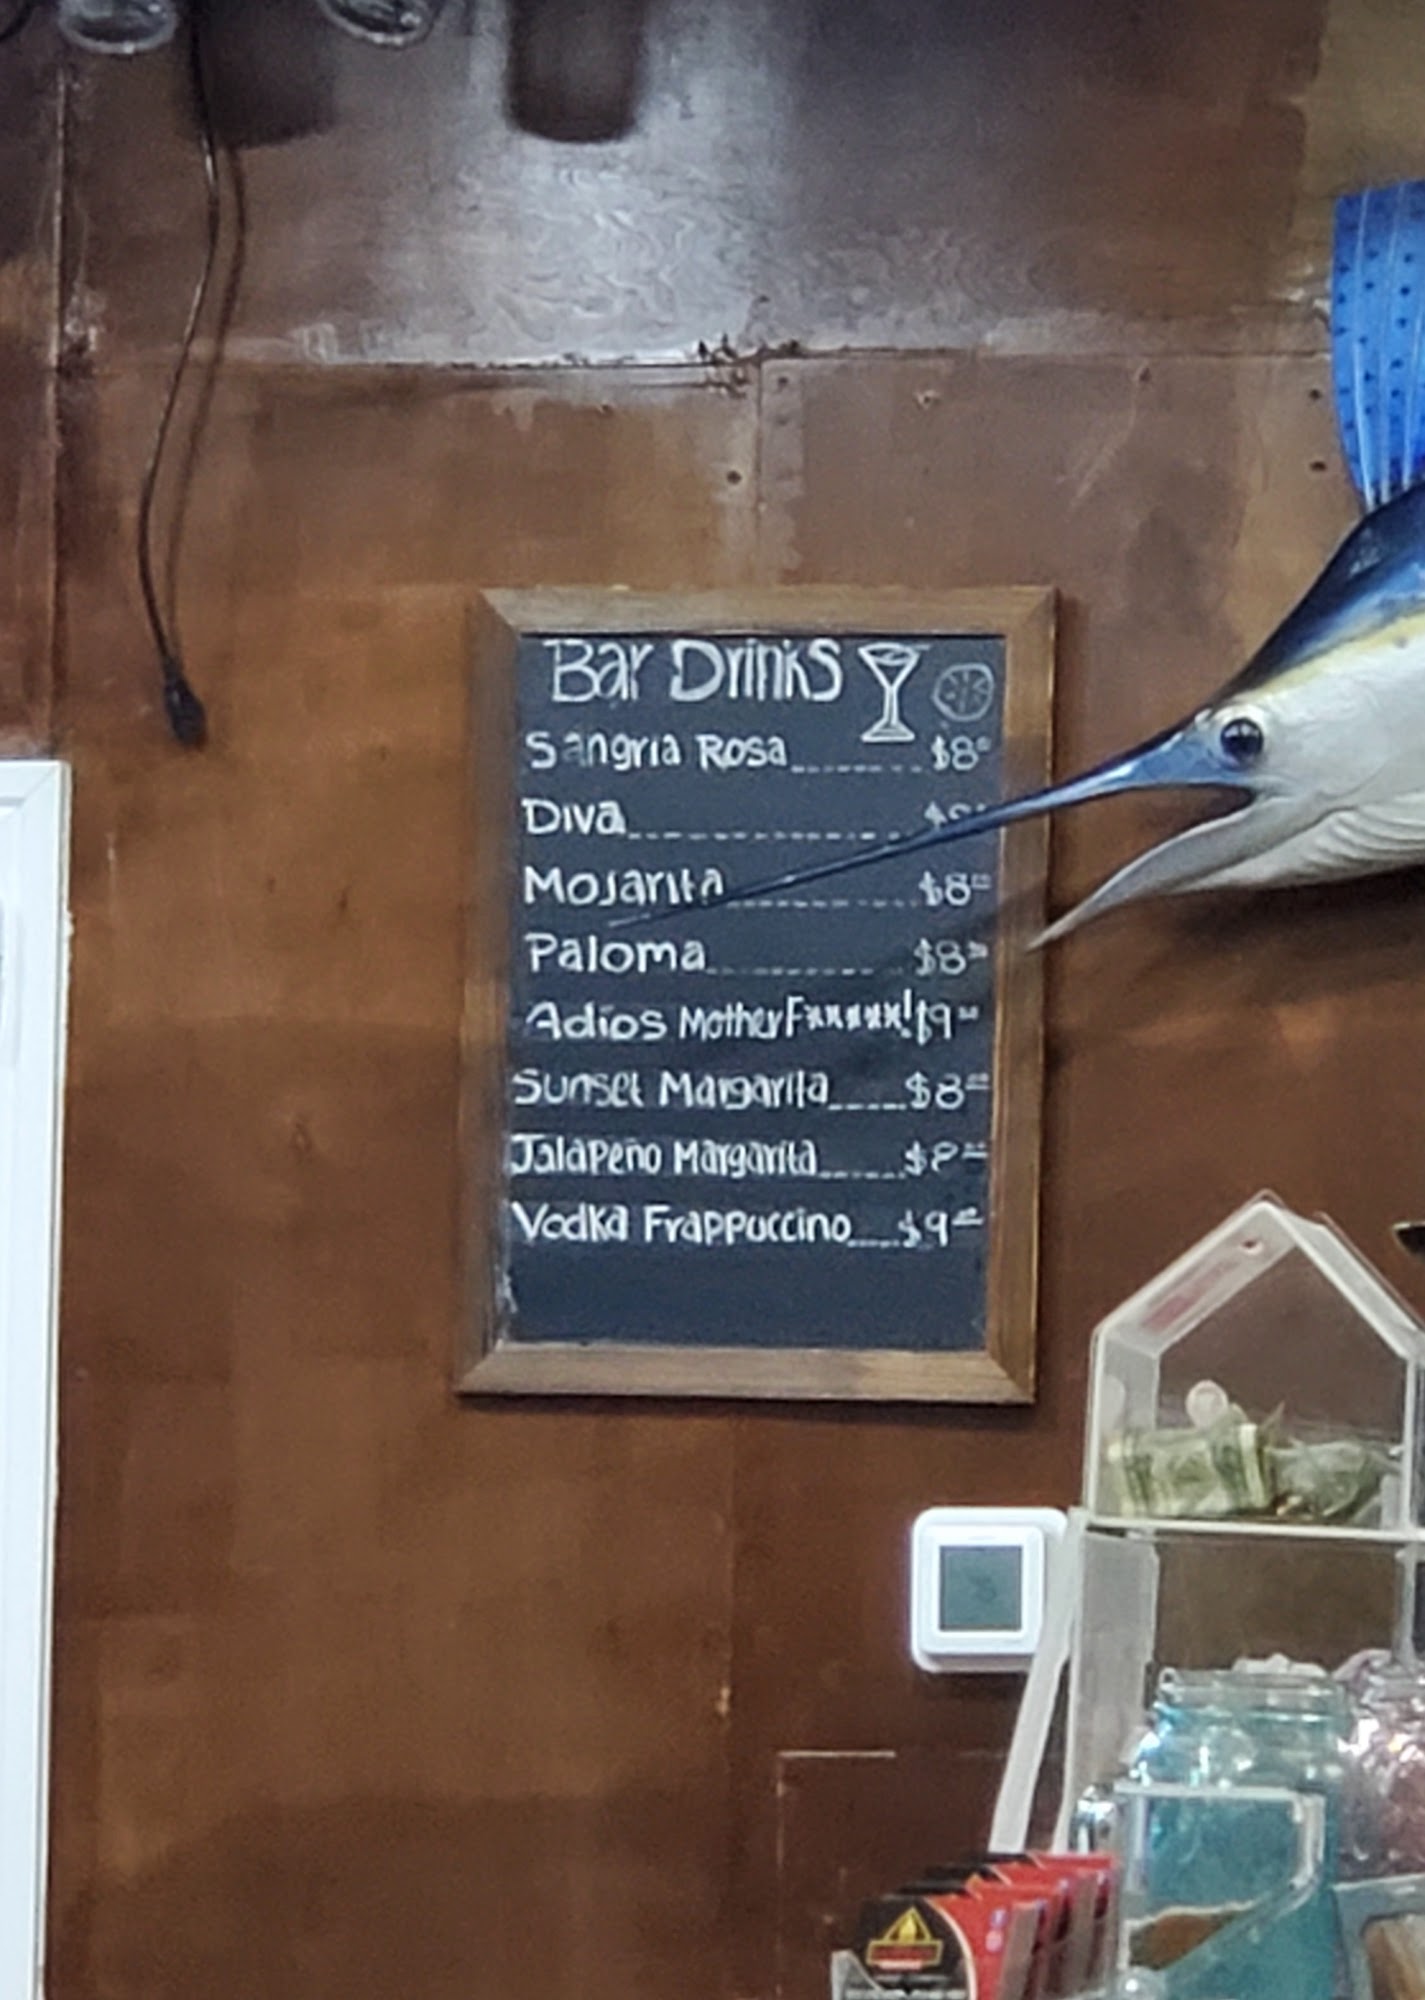 Bar Drinks
Sangria Rosa $8
Diva
Mojarita $8
Paloma $8
Adios MotherFxxxxx! $9
Sunset Margarita $8
Jalapeño Margarita $8
Vodka Frappuccino $9